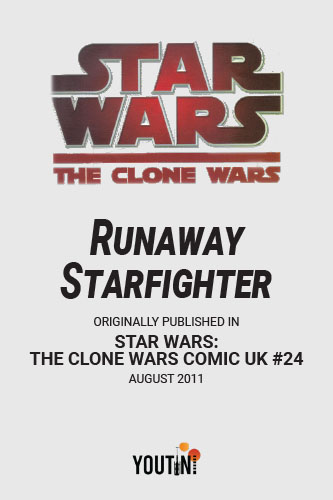 STAR
WARS
THE CLONE WARS
RUNAWAY
STARFIGHTER
ORIGINALLY PUBLISHED IN
STAR WARS:
THE CLONE WARS COMIC UK #24
AUGUST 2011
YOUTINI